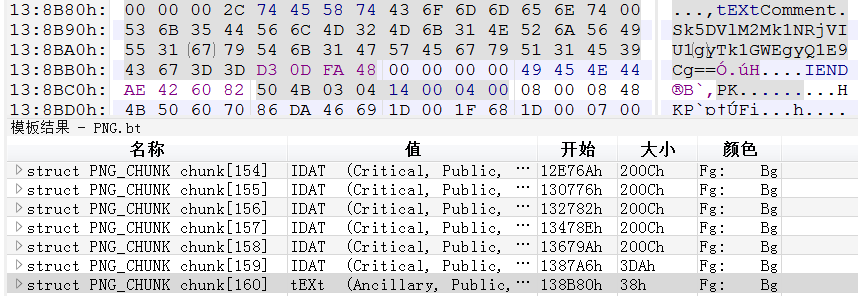 13:8B80h: 00 00 00 2C 74 45 58 74 43 6F 6D 6D 65 6E 74 00 ...,tEXtComment.
13:8B90h: 53 6B 35 44 56 6C 4D 32 4D 6B 31 4E 52 6A 56 49 Sk5DVlM2Mk1NRjVI
13:8BA0h: 55 31 67 79 54 6B 31 47 57 45 67 79 51 31 45 39 U1gyTk1GWEgyQ1E9
13:8BB0h: 43 67 3D 3D D3 0D FA 48 00 00 00 00 49 45 4E 44 Cg==Ó.úH....IEND
13:8BC0h: AE 42 60 82 50 4B 03 04 14 00 04 00 08 00 08 48 ®B`‚PK.........H
13:8BD0h: 4B 50 60 70 86 DA 46 69 1D 00 1F 68 1D 00 07 00 KP`p†ÚFi...h....
模板结果 - PNG.bt
名称 值 开始 大小 颜色
struct PNG_CHUNK chunk[154] IDAT (Critical, Public, ⋯ 12E76Ah 200Ch Fg: Bg
struct PNG_CHUNK chunk[155] IDAT (Critical, Public, ⋯ 130776h 200Ch Fg: Bg
struct PNG_CHUNK chunk[156] IDAT (Critical, Public, ⋯ 132782h 200Ch Fg: Bg
struct PNG_CHUNK chunk[157] IDAT (Critical, Public, ⋯ 13478Eh 200Ch Fg: Bg
struct PNG_CHUNK chunk[158] IDAT (Critical, Public, ⋯ 13679Ah 200Ch Fg: Bg
struct PNG_CHUNK chunk[159] IDAT (Critical, Public, ⋯ 1387A6h 3DAh Fg: Bg
struct PNG_CHUNK chunk[160] tEXt (Ancillary, Public, ⋯ 138B80h 38h Fg: Bg